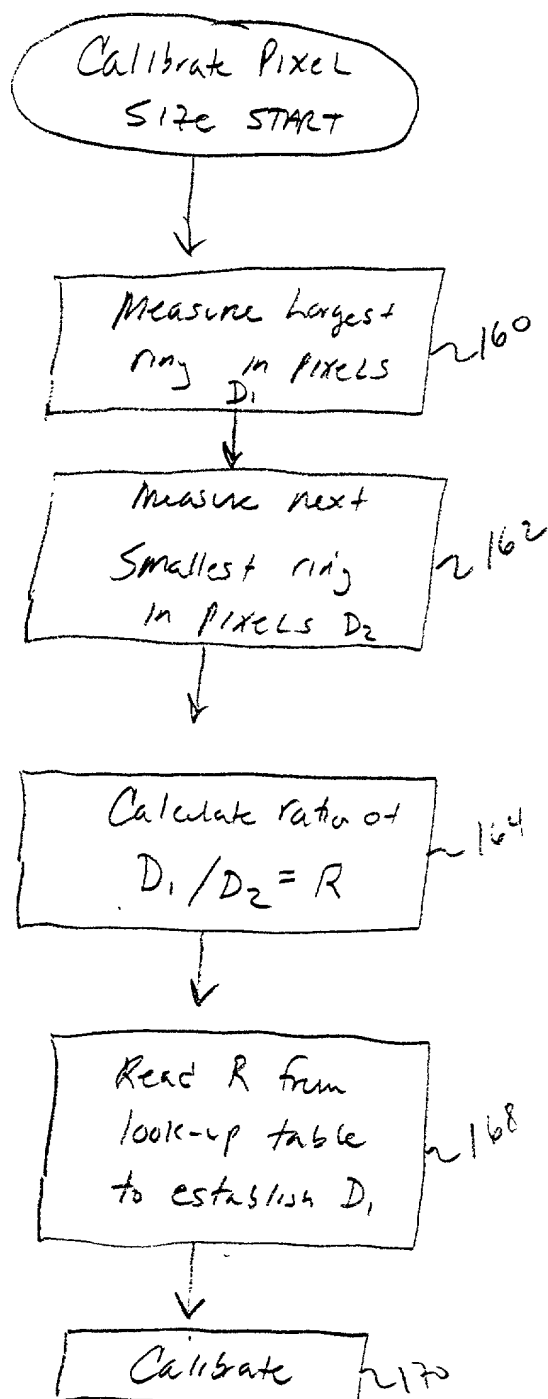 Calibrate Pixel
Size START
Measure Largest
ring in Pixels
D₁
160
Measure next
Smallest ring
in Pixels D₂
162
Calculate ratio of
D₁/D₂ = R
164
Read R from
look-up table
to establish D₁
168
Calibrate
170